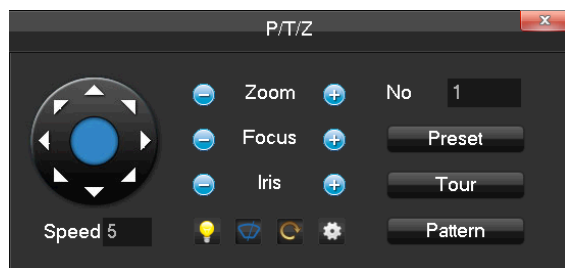 P/T/Z
Zoom No 1
Focus Preset
Iris Tour
Speed 5 Pattern